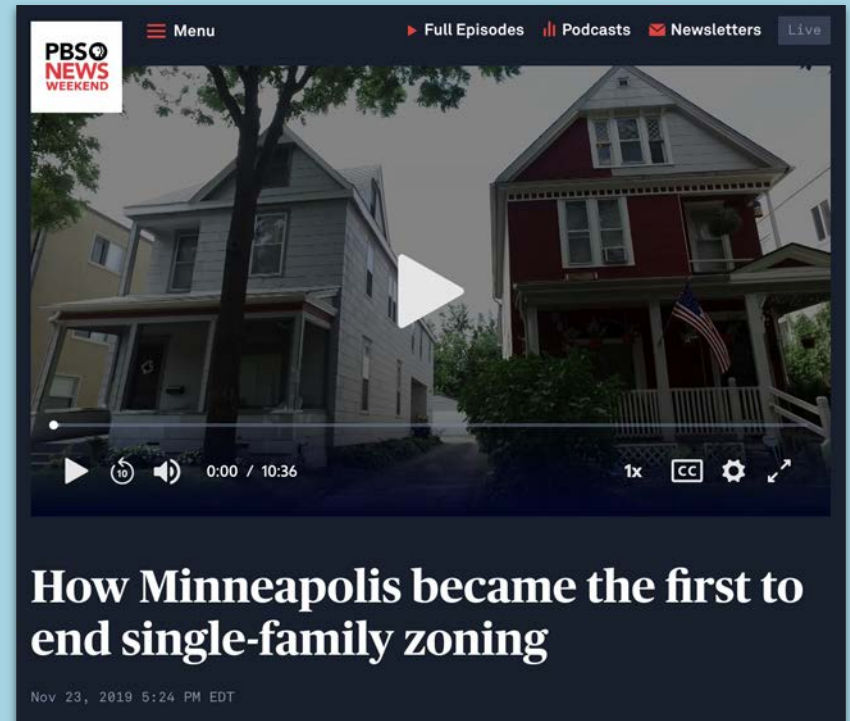 PBS
NEWS
WEEKEND
Menu
Full Episodes
Podcasts
Newsletters
Live
10
0:00 / 10:36
1x
CC
How Minneapolis became the first to
end single-family zoning
Nov 23, 2019 5:24 PM EDT